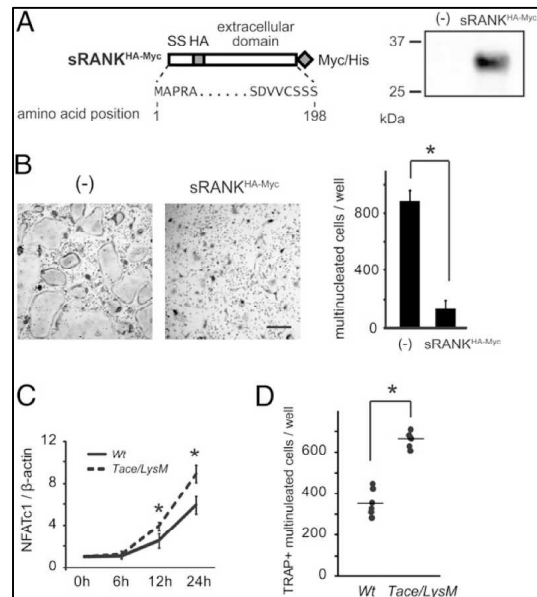 A
SS HA extracellular domain
sRANK^HA-Myc Myc/His
MAPRA......SDVVCSSS
amino acid position 1 198
(-) sRANK^HA-Myc
37
25
kDa
B
(-)
sRANK^HA-Myc
*
multinucleated cells / well
800
400
0
(-) sRANK^HA-Myc
C
NFATc1 / β-actin
12
8
4
0
Wt
Tace/LysM
*
*
0h 6h 12h 24h
D
*
TRAP+ multinuleated cells / well
600
400
200
0
Wt Tace/LysM